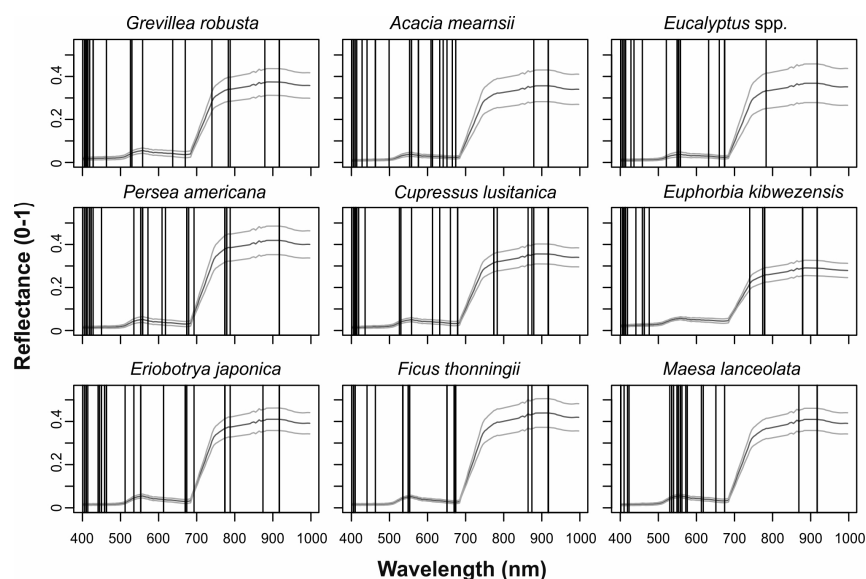 Grevillea robusta
Acacia mearnsii
Eucalyptus spp.
0.4
0.2
0
Persea americana
Cupressus lusitanica
Euphorbia kibwezensis
0.4
0.2
0
Reflectance (0-1)
Eriobotrya japonica
Ficus thonningii
Maesa lanceolata
0.4
0.2
0
400 500 600 700 800 900 1000 400 500 600 700 800 900 1000 400 500 600 700 800 900 1000
Wavelength (nm)